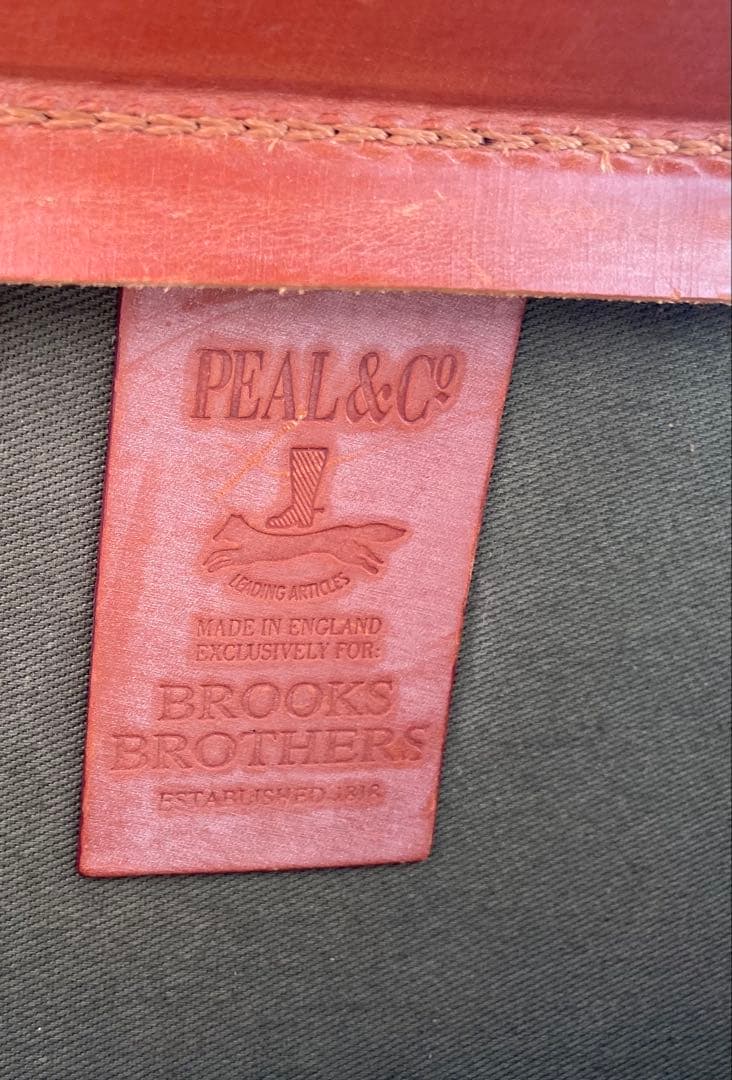 PEAL & Cº
LEADING ARTICLES
MADE IN ENGLAND
EXCLUSIVELY FOR:
BROOKS
BROTHERS
ESTABLISHED 1818